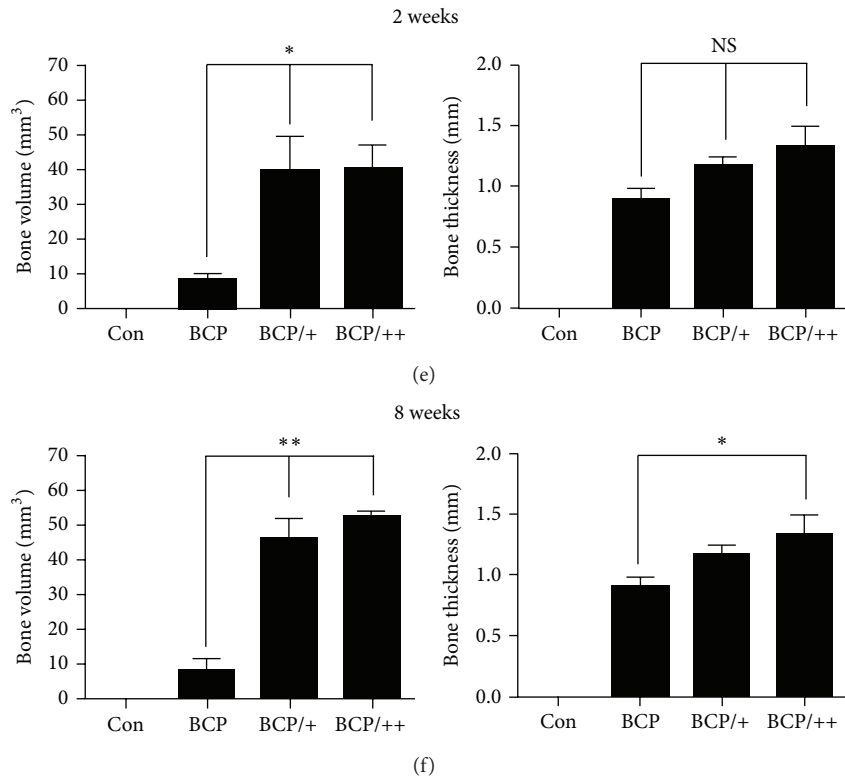 2 weeks
Bone volume (mm³)
70
60
50
40
30
20
10
0
*
Con BCP BCP/+ BCP/++
Bone thickness (mm)
2.0
1.5
1.0
0.5
0.0
NS
Con BCP BCP/+ BCP/++
(e)
8 weeks
Bone volume (mm³)
70
60
50
40
30
20
10
0
**
Con BCP BCP/+ BCP/++
Bone thickness (mm)
2.0
1.5
1.0
0.5
0.0
*
Con BCP BCP/+ BCP/++
(f)